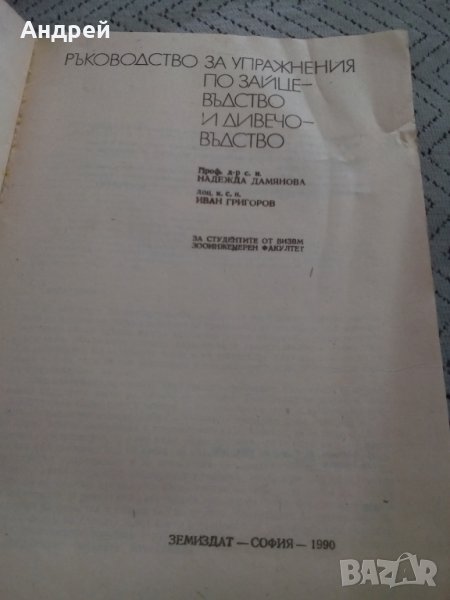 Андрей
РЪКОВОДСТВО ЗА УПРАЖНЕНИЯ
ПО ЗАЙЦЕ-
ВЪДСТВО
И ДИВЕЧО-
ВЪДСТВО
Проф. д-р с. н.
НАДЕЖДА ДАМЯНОВА
доц. к. с. н.
ИВАН ГРИГОРОВ
ЗА СТУДЕНТИТЕ ОТ ВИЗВМ
ЗООИНЖЕНЕРЕН ФАКУЛТЕТ
ЗЕМИЗДАТ — СОФИЯ — 1990
BAZAR